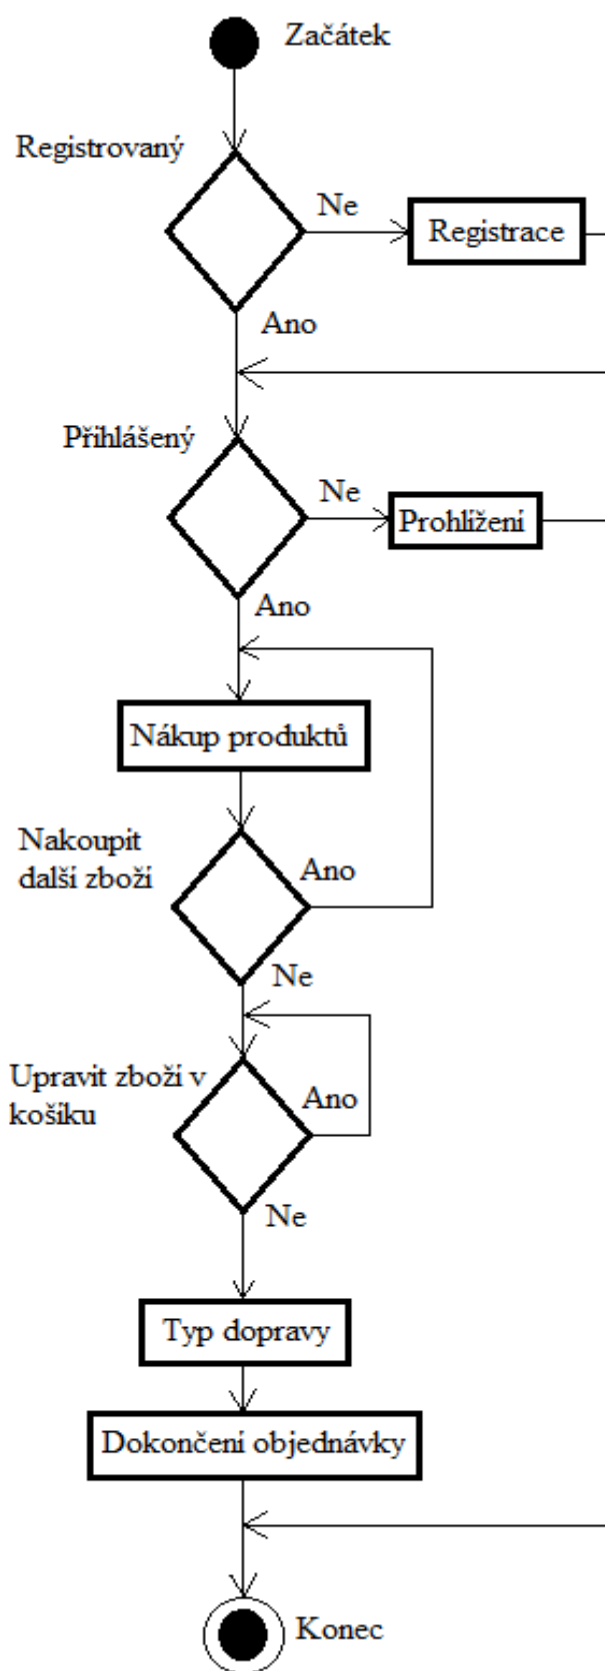 Začátek
Registrovaný
Ne
Registrace
Ano
Přihlášený
Ne
Prohlížení
Ano
Nákup produktů
Nakoupit
další zboží
Ano
Ne
Upravit zboží v
košíku
Ano
Ne
Typ dopravy
Dokončení objednávky
Konec